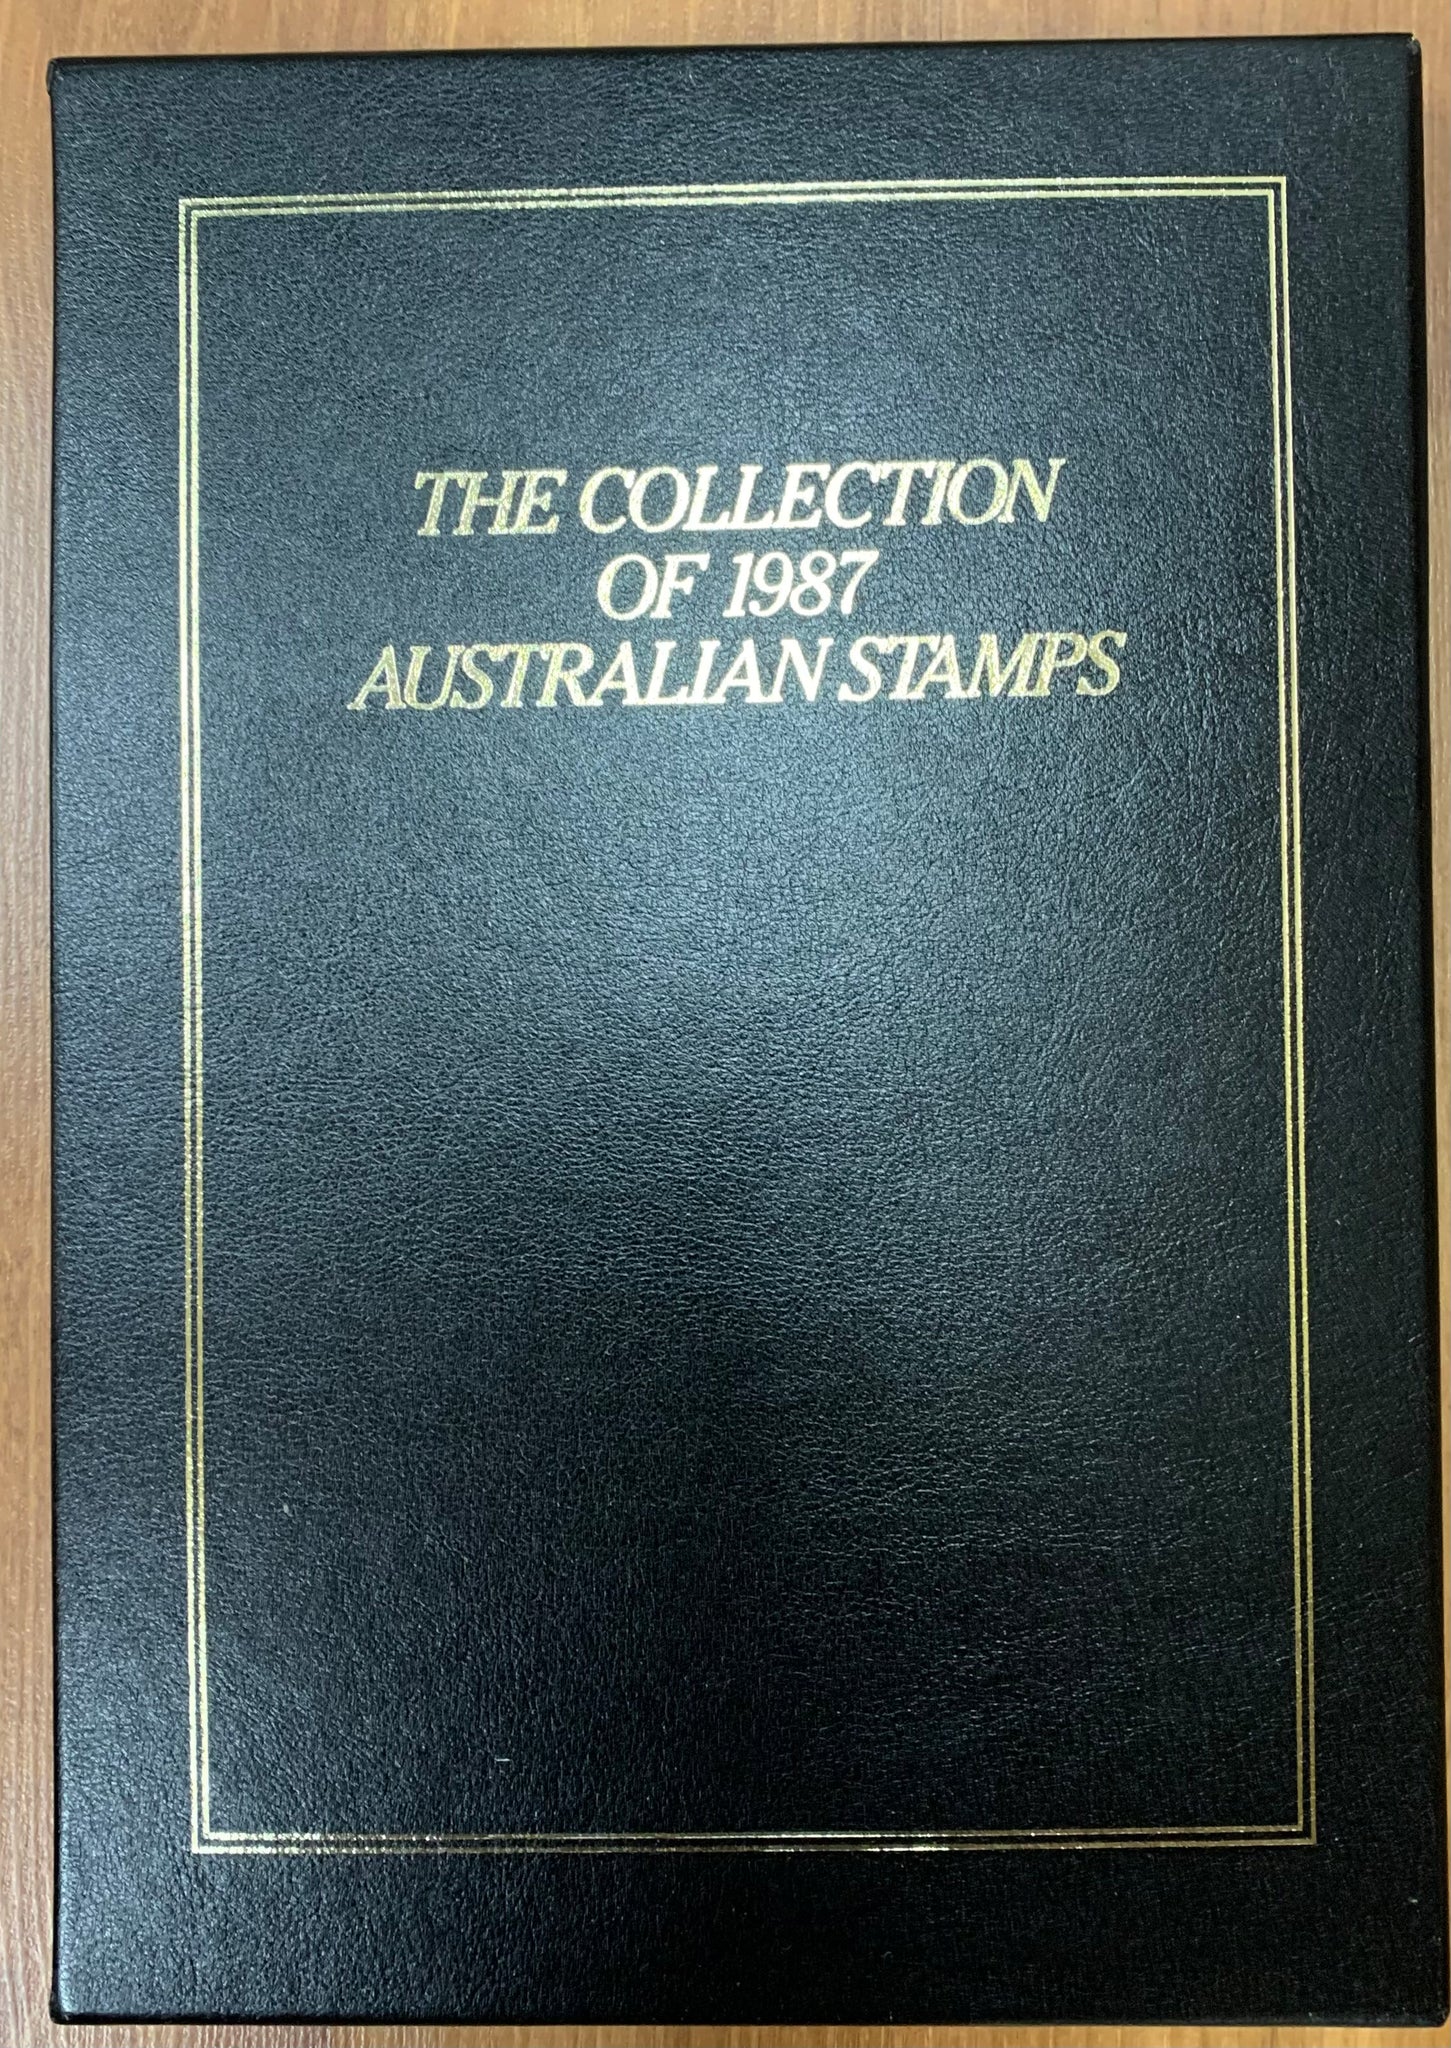 THE COLLECTION
OF 1987
AUSTRALIAN STAMPS